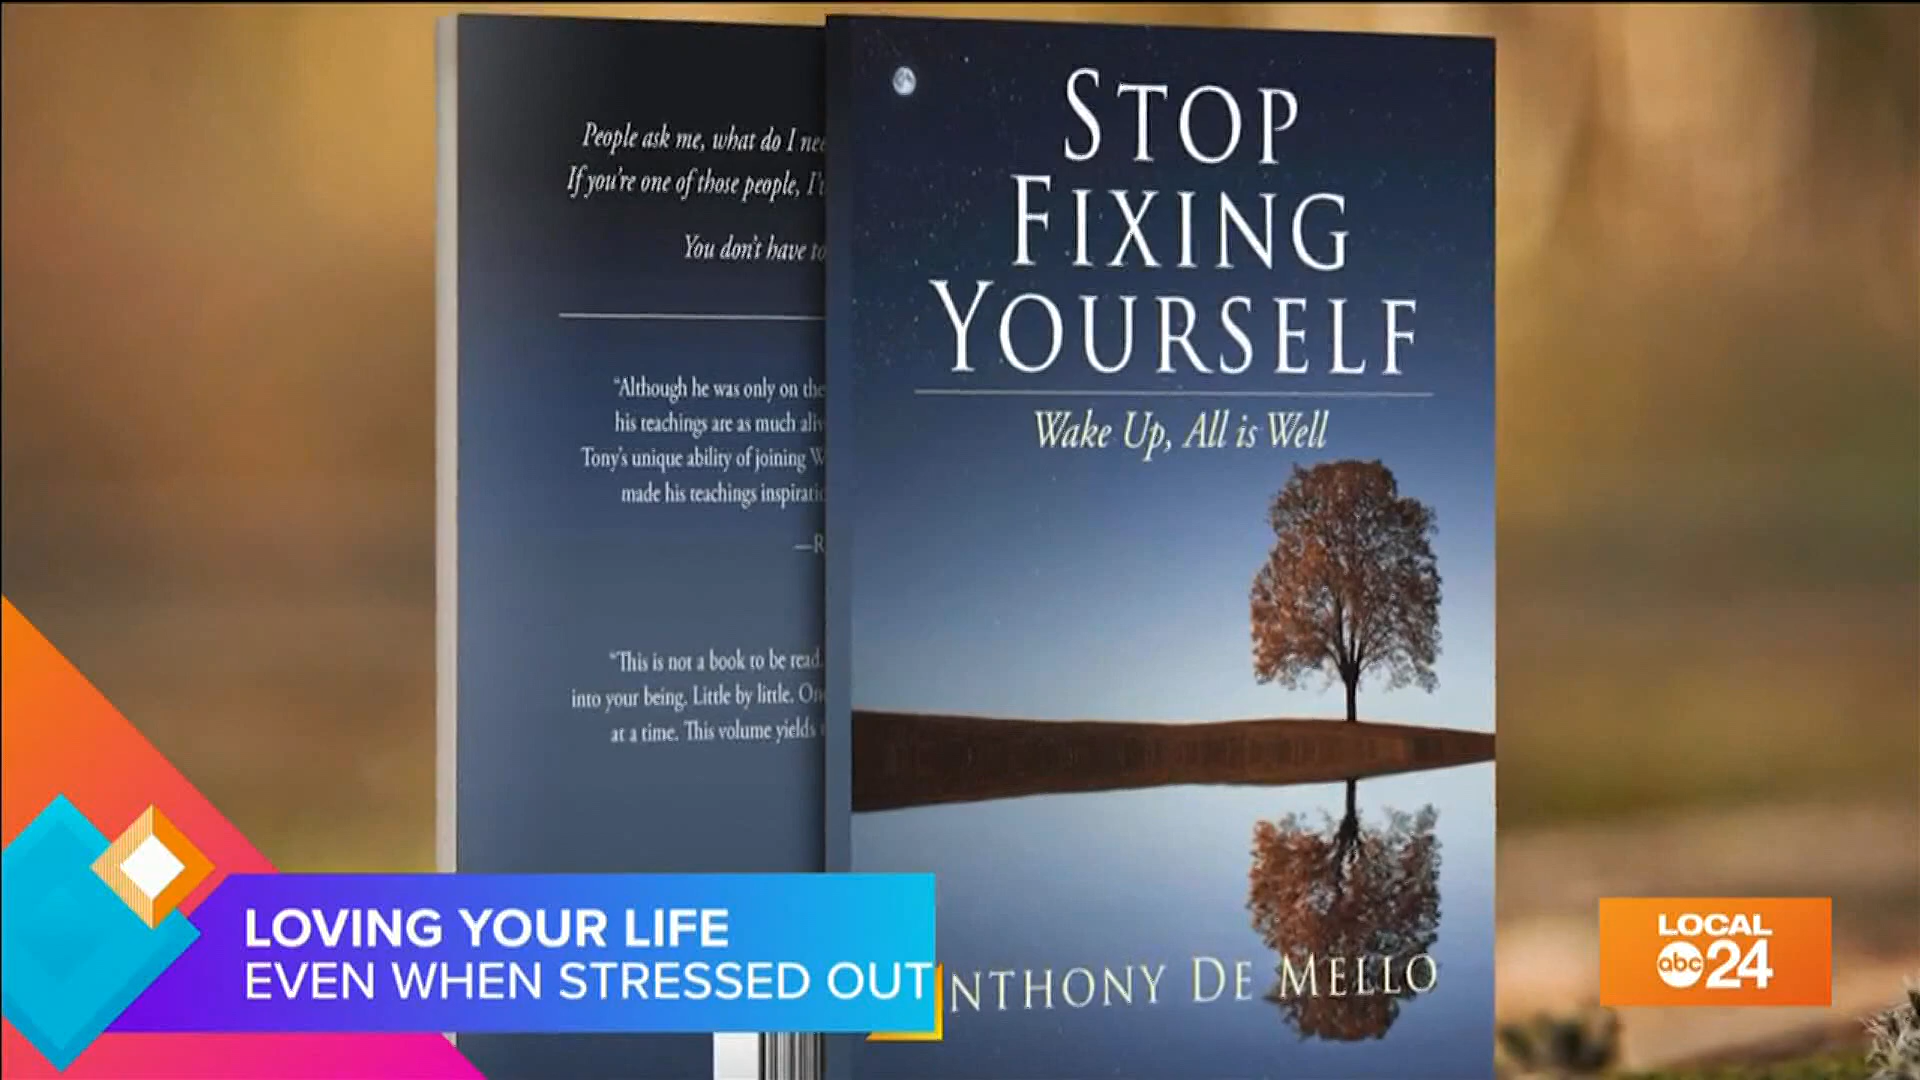 People ask me, what do I
If you're one of those people,
You don't have to
"Although he was only on the
his teachings are as much
Tony's unique ability of joining
made his teachings
"This is not a book to be read.
into your being. Little by little.
at a time. This volume yields
STOP
FIXING
YOURSELF
Wake Up, All is Well
NTHONY DE MELLO
LOVING YOUR LIFE
EVEN WHEN STRESSED OUT
LOCAL
abc 24